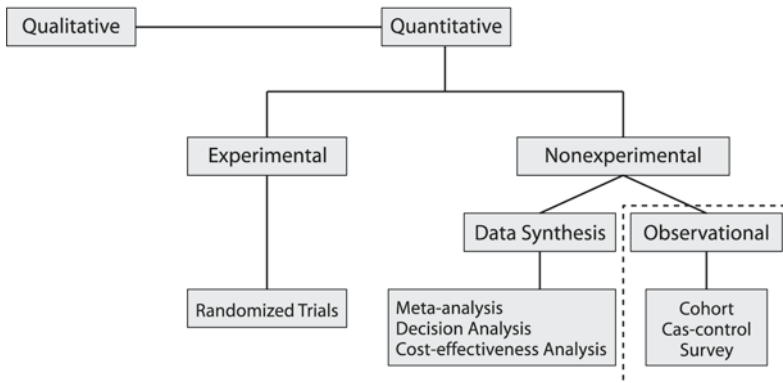 Qualitative
Quantitative
Experimental
Nonexperimental
Data Synthesis
Observational
Randomized Trials
Meta-analysis
Decision Analysis
Cost-effectiveness Analysis
Cohort
Cas-control
Survey